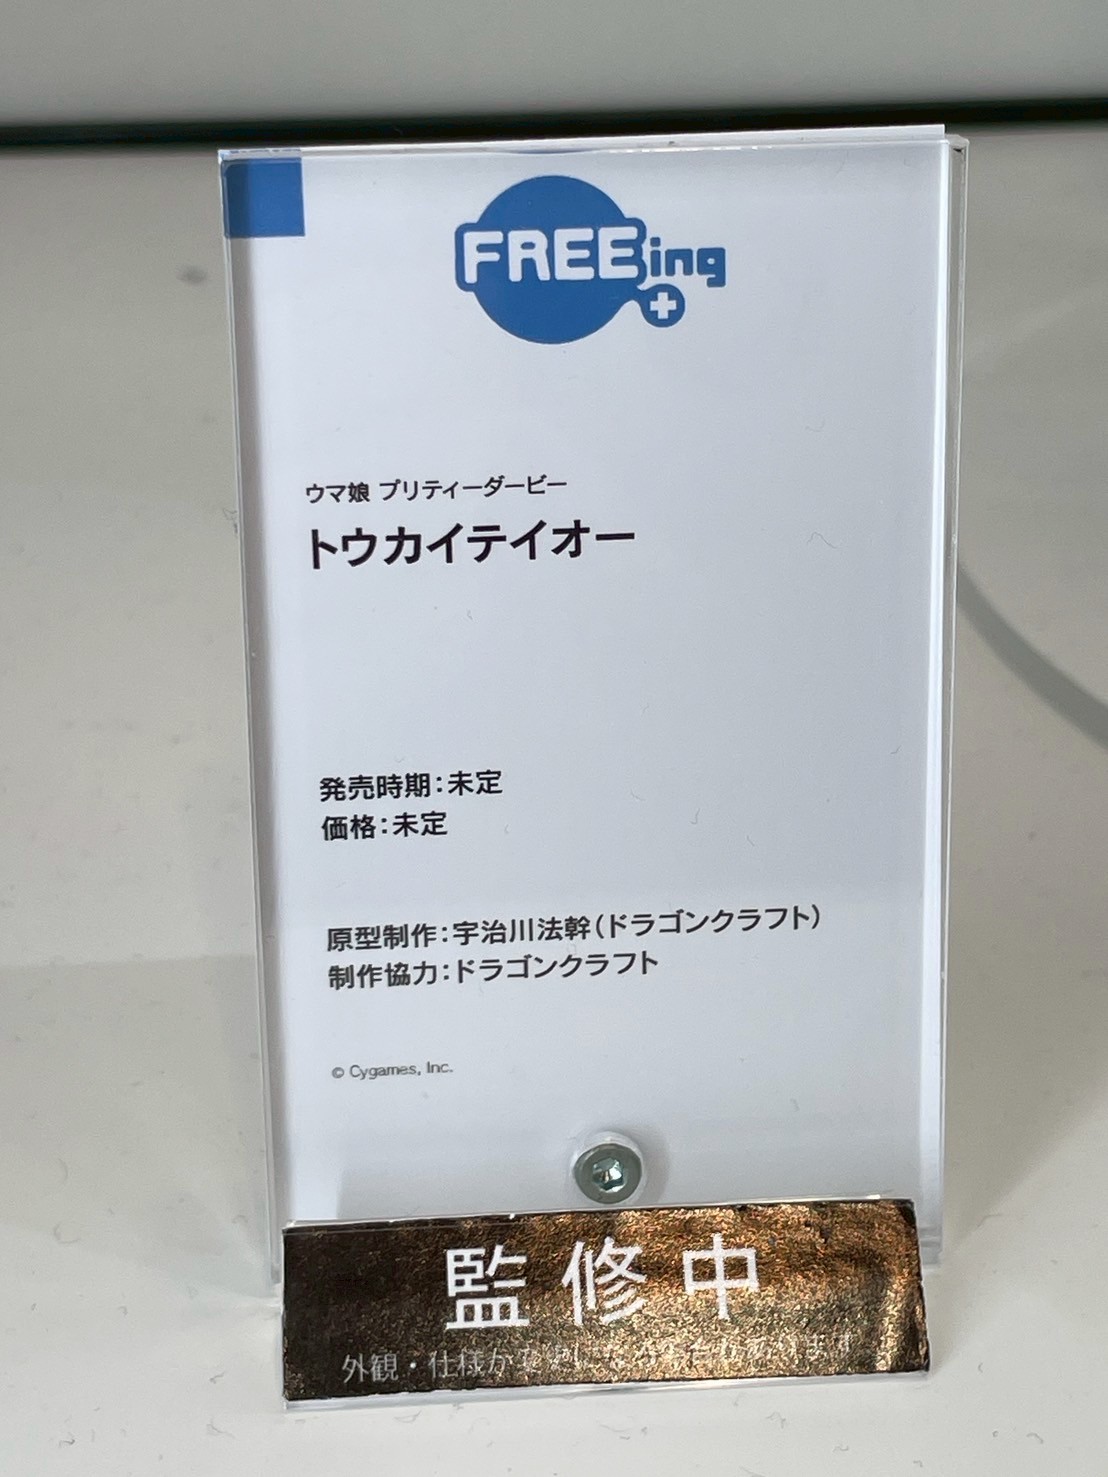 FREEing
ウマ娘 プリティーダービー
トウカイテイオー
発売時期：未定
価格：未定
原型制作：宇治川法幹（ドラゴンクラフト）
制作協力：ドラゴンクラフト
© Cygames, Inc.
監修中
外観・仕様が